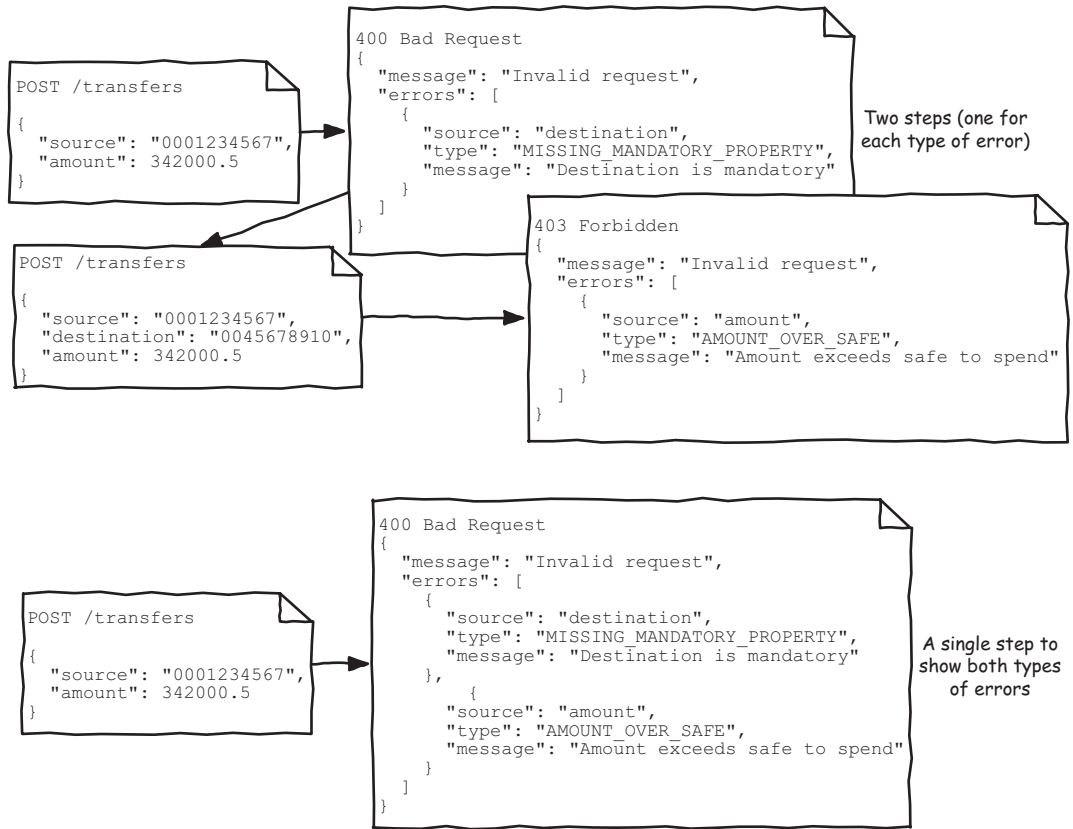 POST /transfers
{
"source": "0001234567",
"amount": 342000.5
}
400 Bad Request
{
"message": "Invalid request",
"errors": [
{
"source": "destination",
"type": "MISSING_MANDATORY_PROPERTY",
"message": "Destination is mandatory"
}
]
}
Two steps (one for
each type of error)
POST /transfers
{
"source": "0001234567",
"destination": "0045678910",
"amount": 342000.5
}
403 Forbidden
{
"message": "Invalid request",
"errors": [
{
"source": "amount",
"type": "AMOUNT_OVER_SAFE",
"message": "Amount exceeds safe to spend"
}
]
}
POST /transfers
{
"source": "0001234567",
"amount": 342000.5
}
400 Bad Request
{
"message": "Invalid request",
"errors": [
{
"source": "destination",
"type": "MISSING_MANDATORY_PROPERTY",
"message": "Destination is mandatory"
},
{
"source": "amount",
"type": "AMOUNT_OVER_SAFE",
"message": "Amount exceeds safe to spend"
}
]
}
A single step to
show both types
of errors